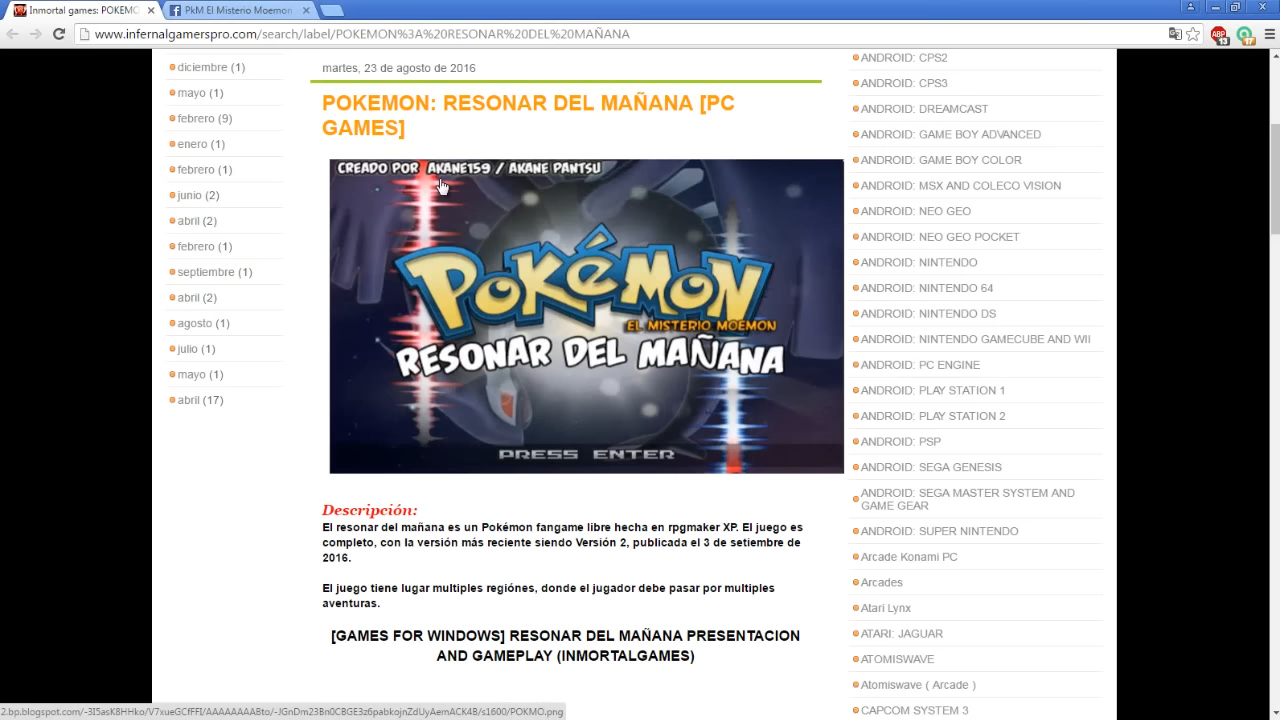 Inmortal games: POKEMO
PkM El Misterio Moemon
www.infernalgamerspro.com/search/label/POKEMON%3A%20RESONAR%20DEL%20MAÑANA
ABP
13
17
diciembre (1)
mayo (1)
febrero (9)
enero (1)
febrero (1)
junio (2)
abril (2)
febrero (1)
septiembre (1)
abril (2)
agosto (1)
julio (1)
mayo (1)
abril (17)
martes, 23 de agosto de 2016
POKEMON: RESONAR DEL MAÑANA [PC
GAMES]
CREADO POR AKANE159 / AKANE PANTSU
POKÉMON
EL MISTERIO MOEMON
RESONAR DEL MAÑANA
PRESS ENTER
Descripción:
El resonar del mañana es un Pokémon fangame libre hecha en rpgmaker XP. El juego es
completo, con la versión más reciente siendo Versión 2, publicada el 3 de setiembre de
2016.
El juego tiene lugar multiples regiónes, donde el jugador debe pasar por multiples
aventuras.
[GAMES FOR WINDOWS] RESONAR DEL MAÑANA PRESENTACION
AND GAMEPLAY (INMORTALGAMES)
ANDROID: CPS2
ANDROID: CPS3
ANDROID: DREAMCAST
ANDROID: GAME BOY ADVANCED
ANDROID: GAME BOY COLOR
ANDROID: MSX AND COLECO VISION
ANDROID: NEO GEO
ANDROID: NEO GEO POCKET
ANDROID: NINTENDO
ANDROID: NINTENDO 64
ANDROID: NINTENDO DS
ANDROID: NINTENDO GAMECUBE AND WII
ANDROID: PC ENGINE
ANDROID: PLAY STATION 1
ANDROID: PLAY STATION 2
ANDROID: PSP
ANDROID: SEGA GENESIS
ANDROID: SEGA MASTER SYSTEM AND
GAME GEAR
ANDROID: SUPER NINTENDO
Arcade Konami PC
Arcades
Atari Lynx
ATARI: JAGUAR
ATOMISWAVE
Atomiswave ( Arcade )
CAPCOM SYSTEM 3